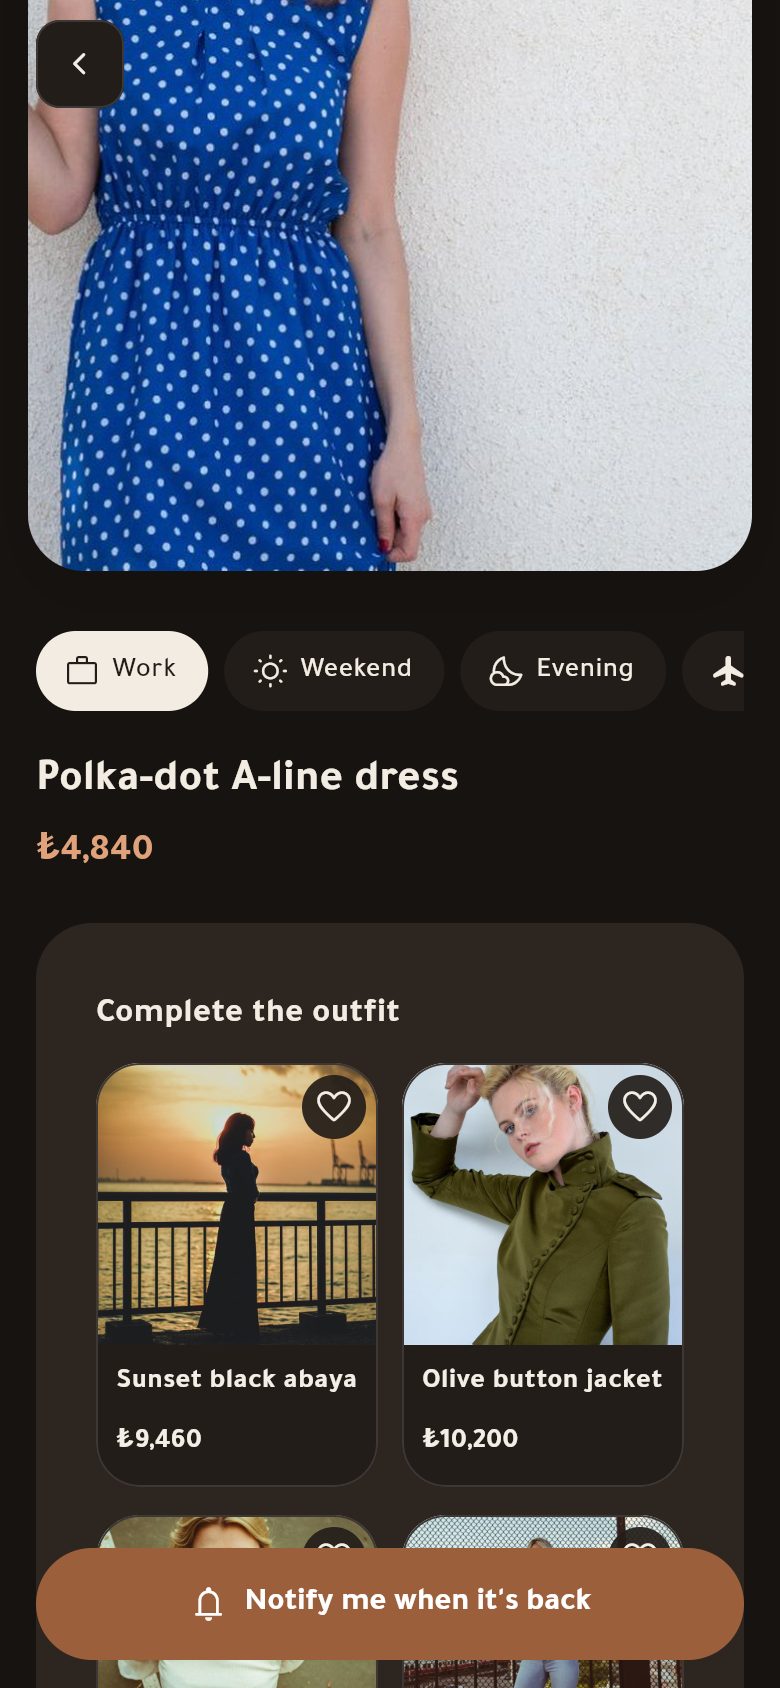 Work
Weekend
Evening
Polka-dot A-line dress
₺4,840
Complete the outfit
Sunset black abaya
Olive button jacket
₺9,460
₺10,200
Notify me when it's back